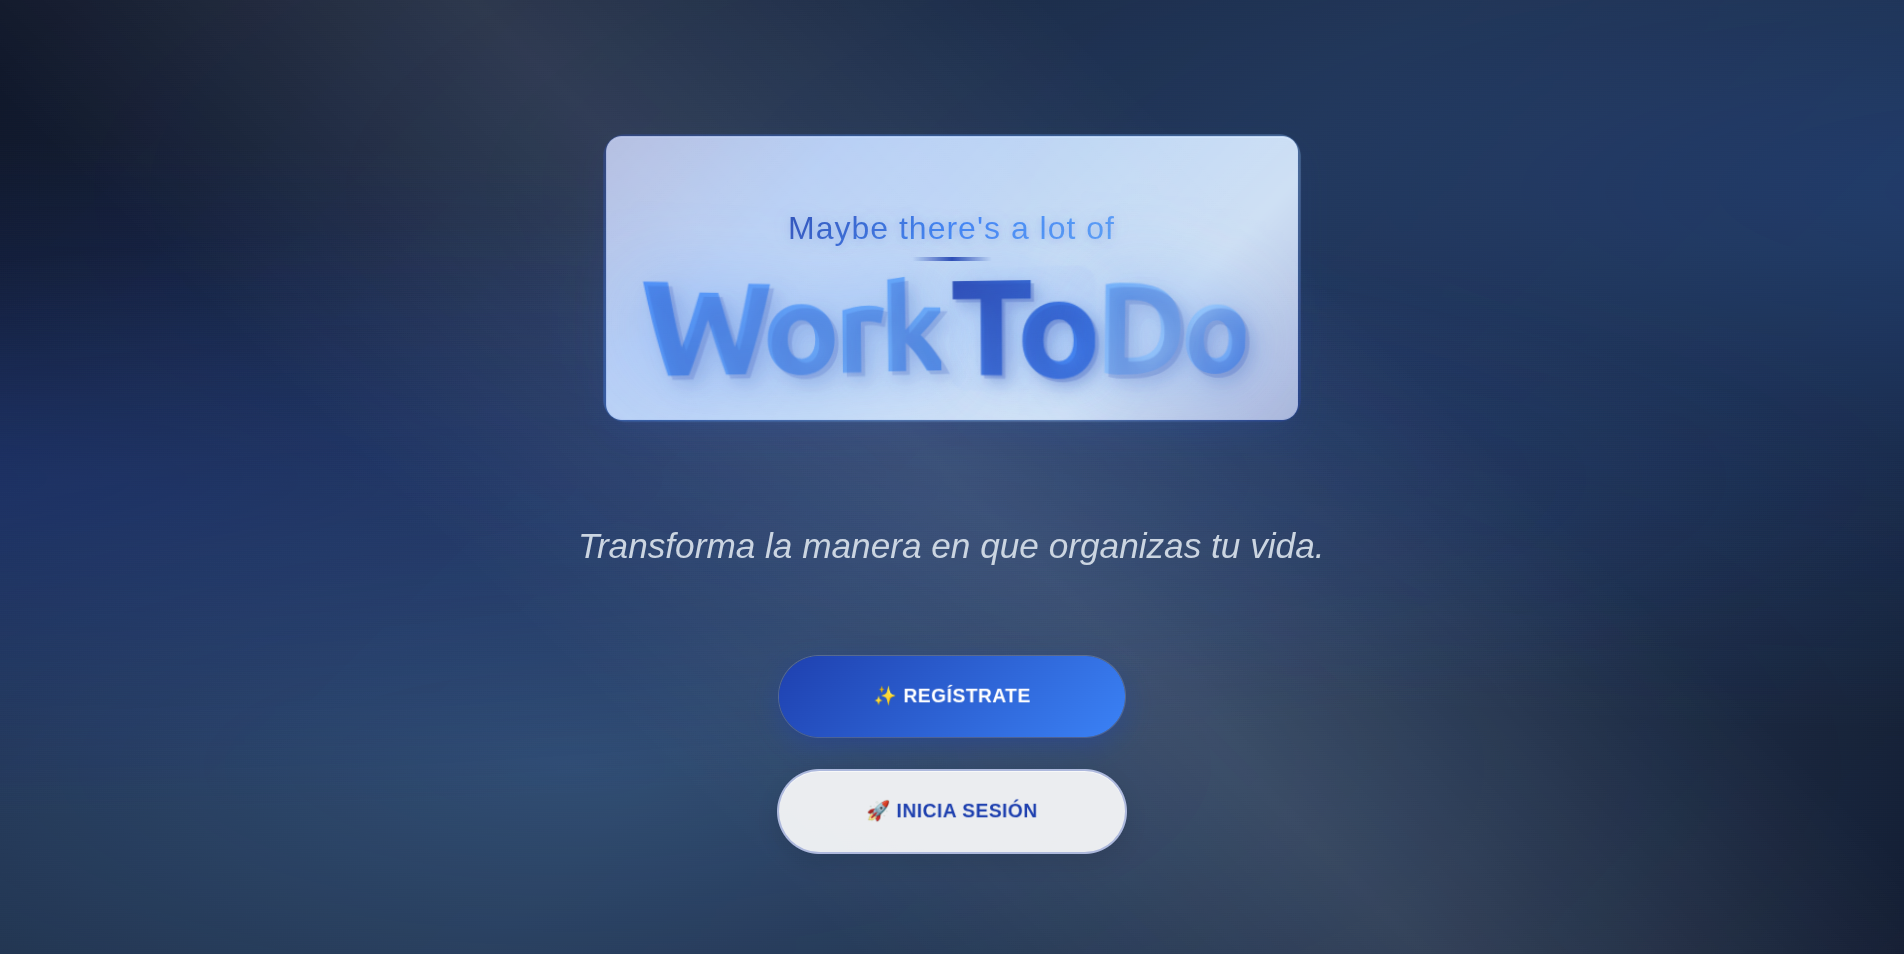 Maybe there's a lot of
WorkToDo
Transforma la manera en que organizas tu vida.
✨ REGÍSTRATE
🚀 INICIA SESIÓN